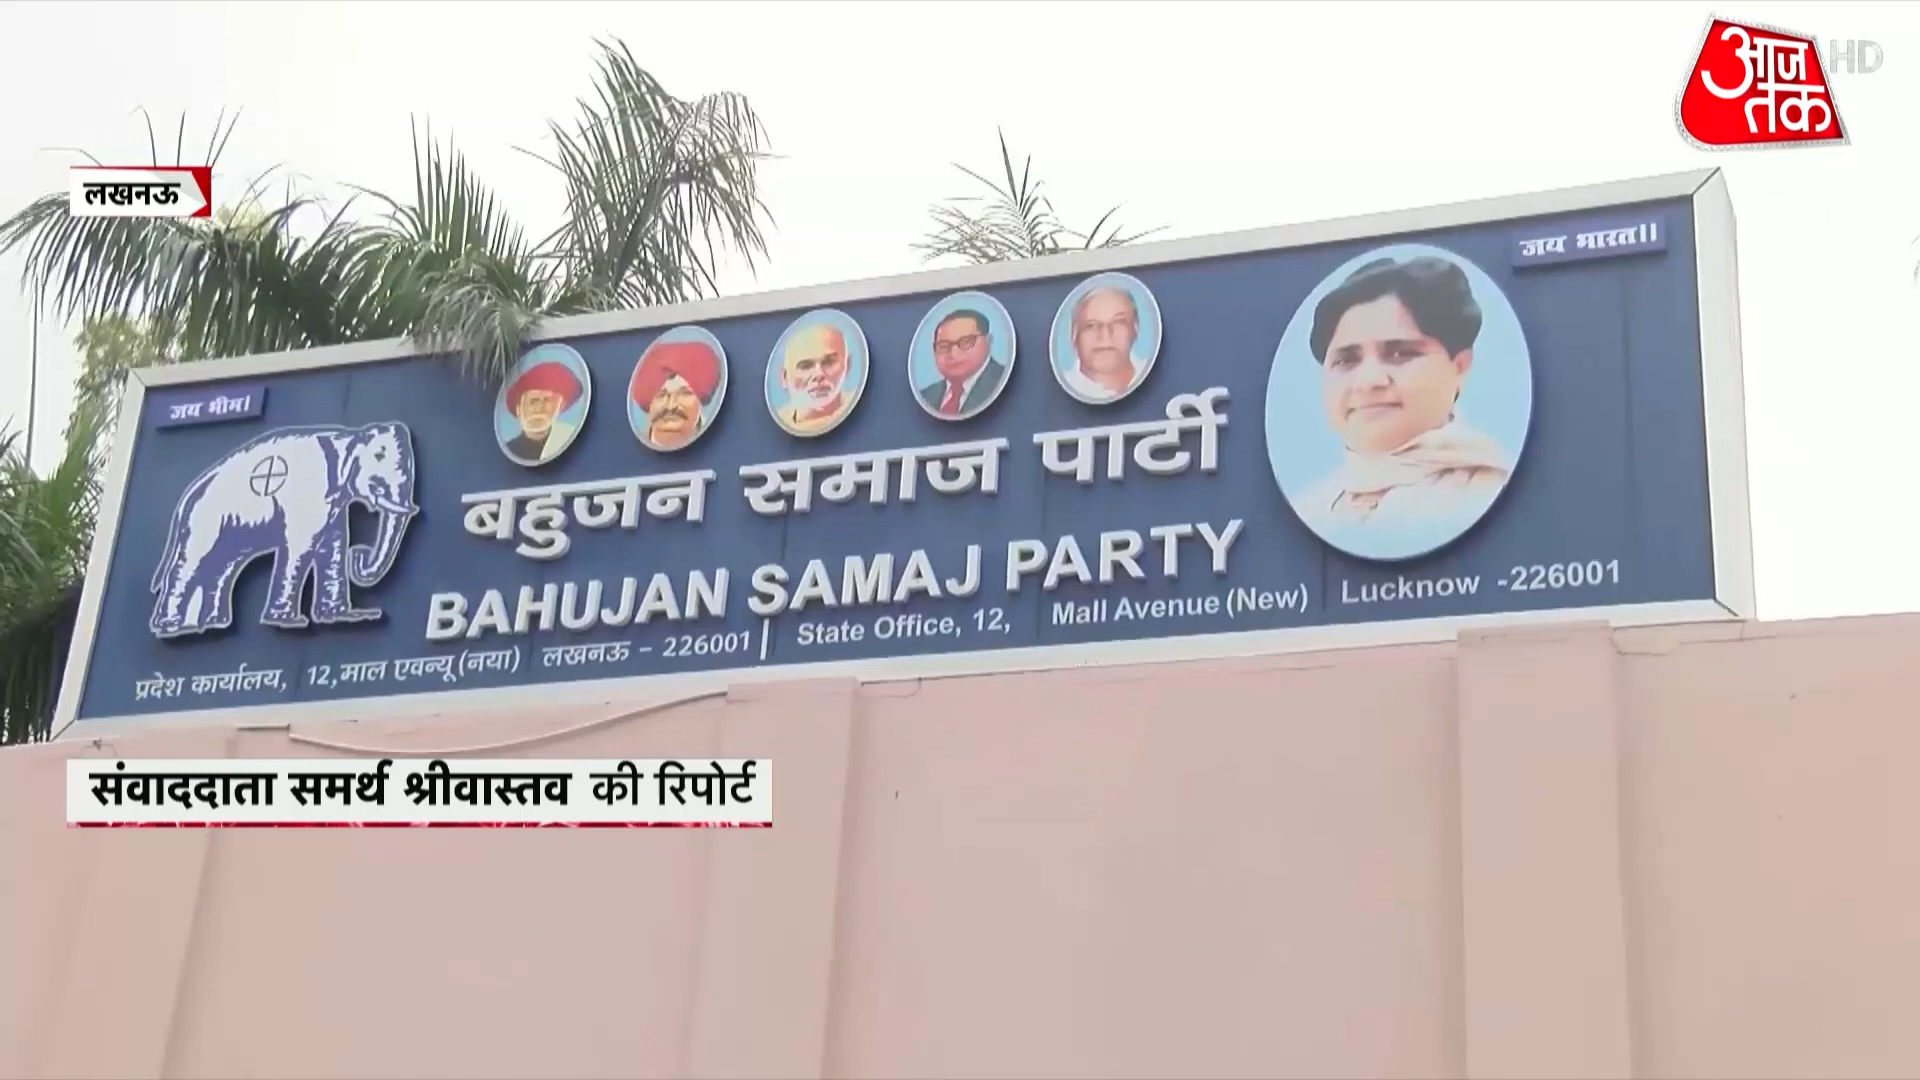 आज
तक
HD
लखनऊ
जय भीम।
जय भारत।।
बहुजन समाज पार्टी
BAHUJAN SAMAJ PARTY
प्रदेश कार्यालय, 12,माल एवन्यू (नया) लखनऊ - 226001 | State Office, 12, Mall Avenue (New) Lucknow -226001
संवाददाता समर्थ श्रीवास्तव की रिपोर्ट